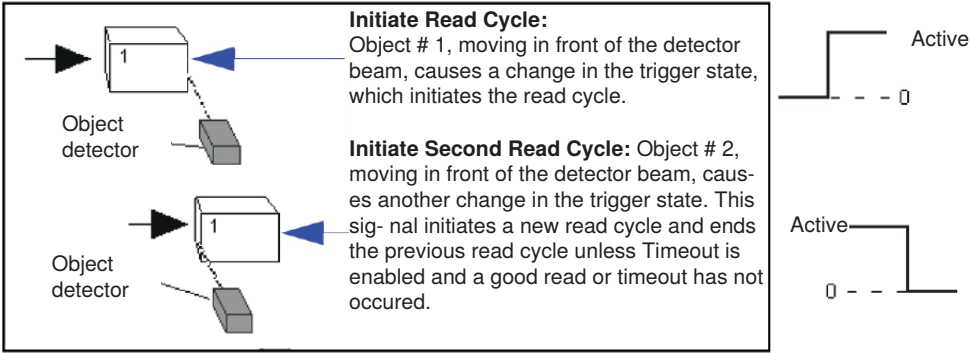 Initiate Read Cycle:
Object # 1, moving in front of the detector
beam, causes a change in the trigger state,
which initiates the read cycle.
1
Object
detector
Active
0
Initiate Second Read Cycle: Object # 2,
moving in front of the detector beam, caus-
es another change in the trigger state. This
sig- nal initiates a new read cycle and ends
the previous read cycle unless Timeout is
enabled and a good read or timeout has not
occured.
1
Object
detector
Active
0